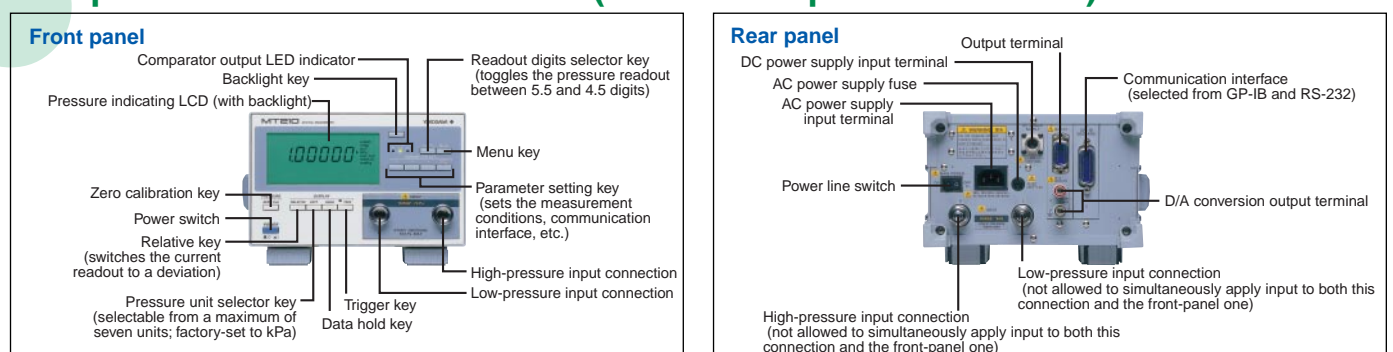 Front panel
Comparator output LED indicator
Backlight key
Pressure indicating LCD (with backlight)
Readout digits selector key
(toggles the pressure readout
between 5.5 and 4.5 digits)
MT210
YOKOGAWA
1.00000
Menu key
Zero calibration key
Parameter setting key
(sets the measurement
conditions, communication
interface, etc.)
Power switch
Relative key
(switches the current
readout to a deviation)
High-pressure input connection
Low-pressure input connection
Pressure unit selector key
(selectable from a maximum of
seven units; factory-set to kPa)
Trigger key
Data hold key
Rear panel
Output terminal
DC power supply input terminal
AC power supply fuse
AC power supply
input terminal
Communication interface
(selected from GP-IB and RS-232)
Power line switch
D/A conversion output terminal
Low-pressure input connection
(not allowed to simultaneously apply input to both this
connection and the front-panel one)
High-pressure input connection
(not allowed to simultaneously apply input to both this
connection and the front-panel one)